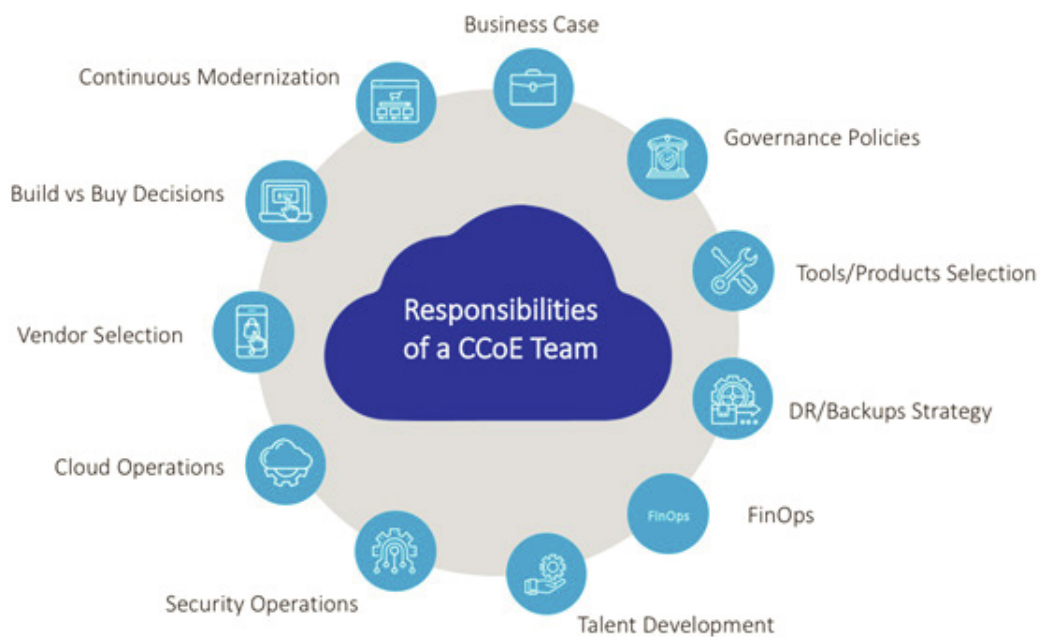 Business Case
Continuous Modernization
Governance Policies
Build vs Buy Decisions
Tools/Products Selection
Responsibilities
of a CCoE Team
Vendor Selection
DR/Backups Strategy
Cloud Operations
FinOps
FinOps
Security Operations
Talent Development